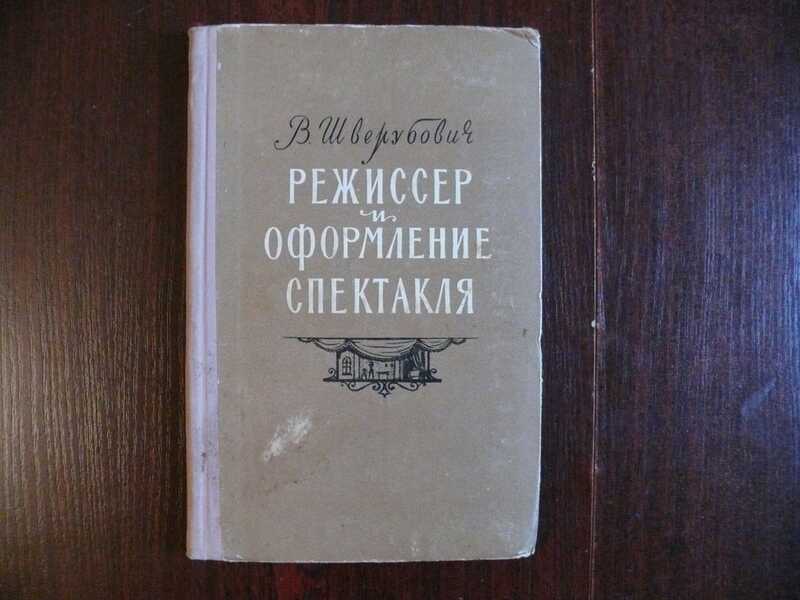 В. Шверубович
РЕЖИССЕР
и
ОФОРМЛЕНИЕ
СПЕКТАКЛЯ